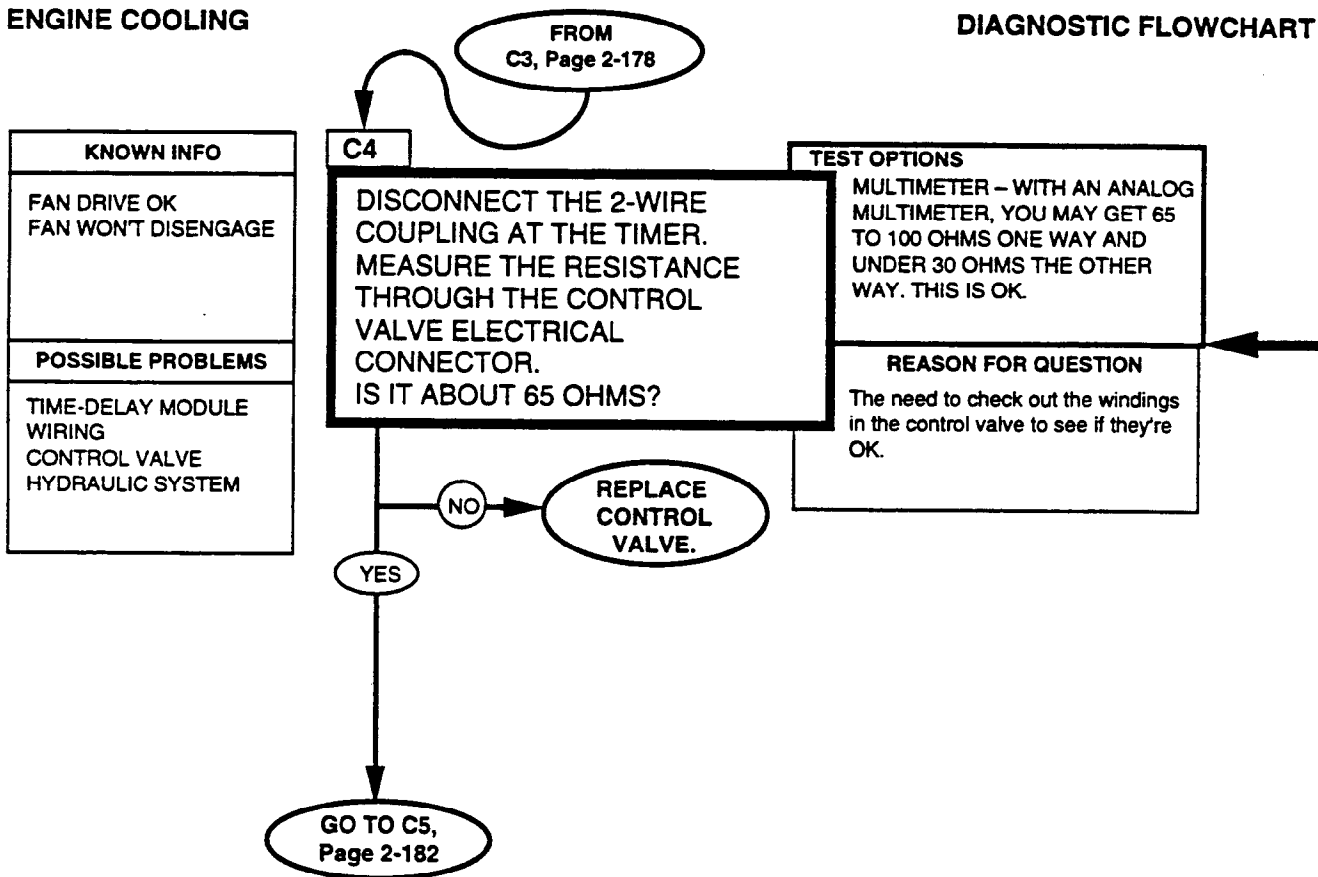 ENGINE COOLING
DIAGNOSTIC FLOWCHART
FROM
C3, Page 2-178
KNOWN INFO
FAN DRIVE OK
FAN WON'T DISENGAGE
POSSIBLE PROBLEMS
TIME-DELAY MODULE
WIRING
CONTROL VALVE
HYDRAULIC SYSTEM
C4
DISCONNECT THE 2-WIRE
COUPLING AT THE TIMER.
MEASURE THE RESISTANCE
THROUGH THE CONTROL
VALVE ELECTRICAL
CONNECTOR.
IS IT ABOUT 65 OHMS?
TEST OPTIONS
MULTIMETER – WITH AN ANALOG
MULTIMETER, YOU MAY GET 65
TO 100 OHMS ONE WAY AND
UNDER 30 OHMS THE OTHER
WAY. THIS IS OK.
REASON FOR QUESTION
The need to check out the windings
in the control valve to see if they're
OK.
NO
REPLACE
CONTROL
VALVE.
YES
GO TO C5,
Page 2-182